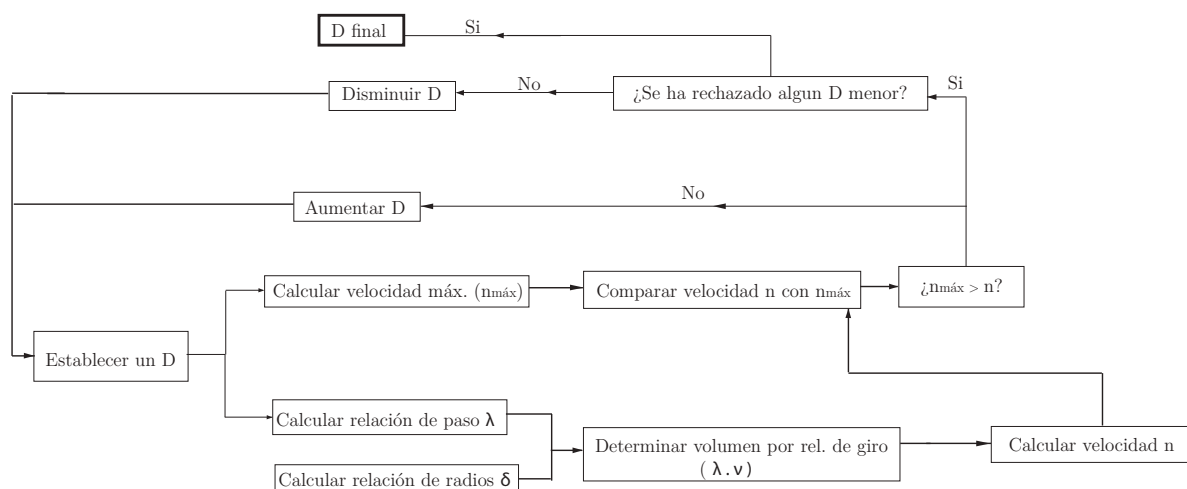 D final
Si
Disminuir D
No
¿Se ha rechazado algun D menor?
Si
Aumentar D
No
Calcular velocidad máx. (nmáx)
Comparar velocidad n con nmáx
¿nmáx > n?
Establecer un D
Calcular relación de paso λ
Determinar volumen por rel. de giro
(λ.ν)
Calcular velocidad n
Calcular relación de radios δ